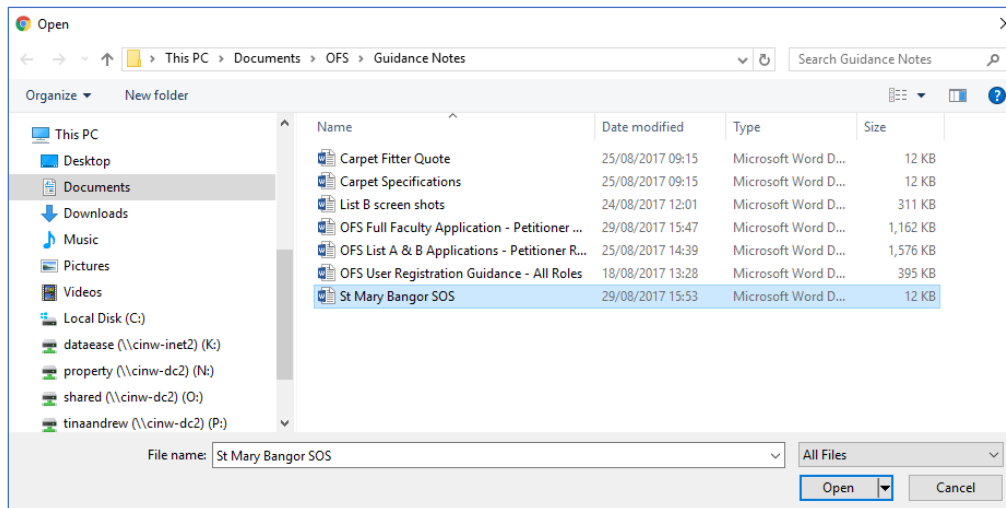 Open
This PC > Documents > OFS > Guidance Notes
Search Guidance Notes
Organize New folder
This PC
Desktop
Documents
Downloads
Music
Pictures
Videos
Local Disk (C:)
dataease (\\cinw-inet2) (K:)
property (\\cinw-dc2) (N:)
shared (\\cinw-dc2) (O:)
tinaandrew (\\cinw-dc2) (P:)
Name Date modified Type Size
Carpet Fitter Quote 25/08/2017 09:15 Microsoft Word D... 12 KB
Carpet Specifications 25/08/2017 09:15 Microsoft Word D... 12 KB
List B screen shots 24/08/2017 12:01 Microsoft Word D... 311 KB
OFS Full Faculty Application - Petitioner ... 29/08/2017 15:47 Microsoft Word D... 1,162 KB
OFS List A & B Applications - Petitioner R... 25/08/2017 14:39 Microsoft Word D... 1,576 KB
OFS User Registration Guidance - All Roles 18/08/2017 13:28 Microsoft Word D... 395 KB
St Mary Bangor SOS 29/08/2017 15:53 Microsoft Word D... 12 KB
File name: St Mary Bangor SOS All Files
Open Cancel